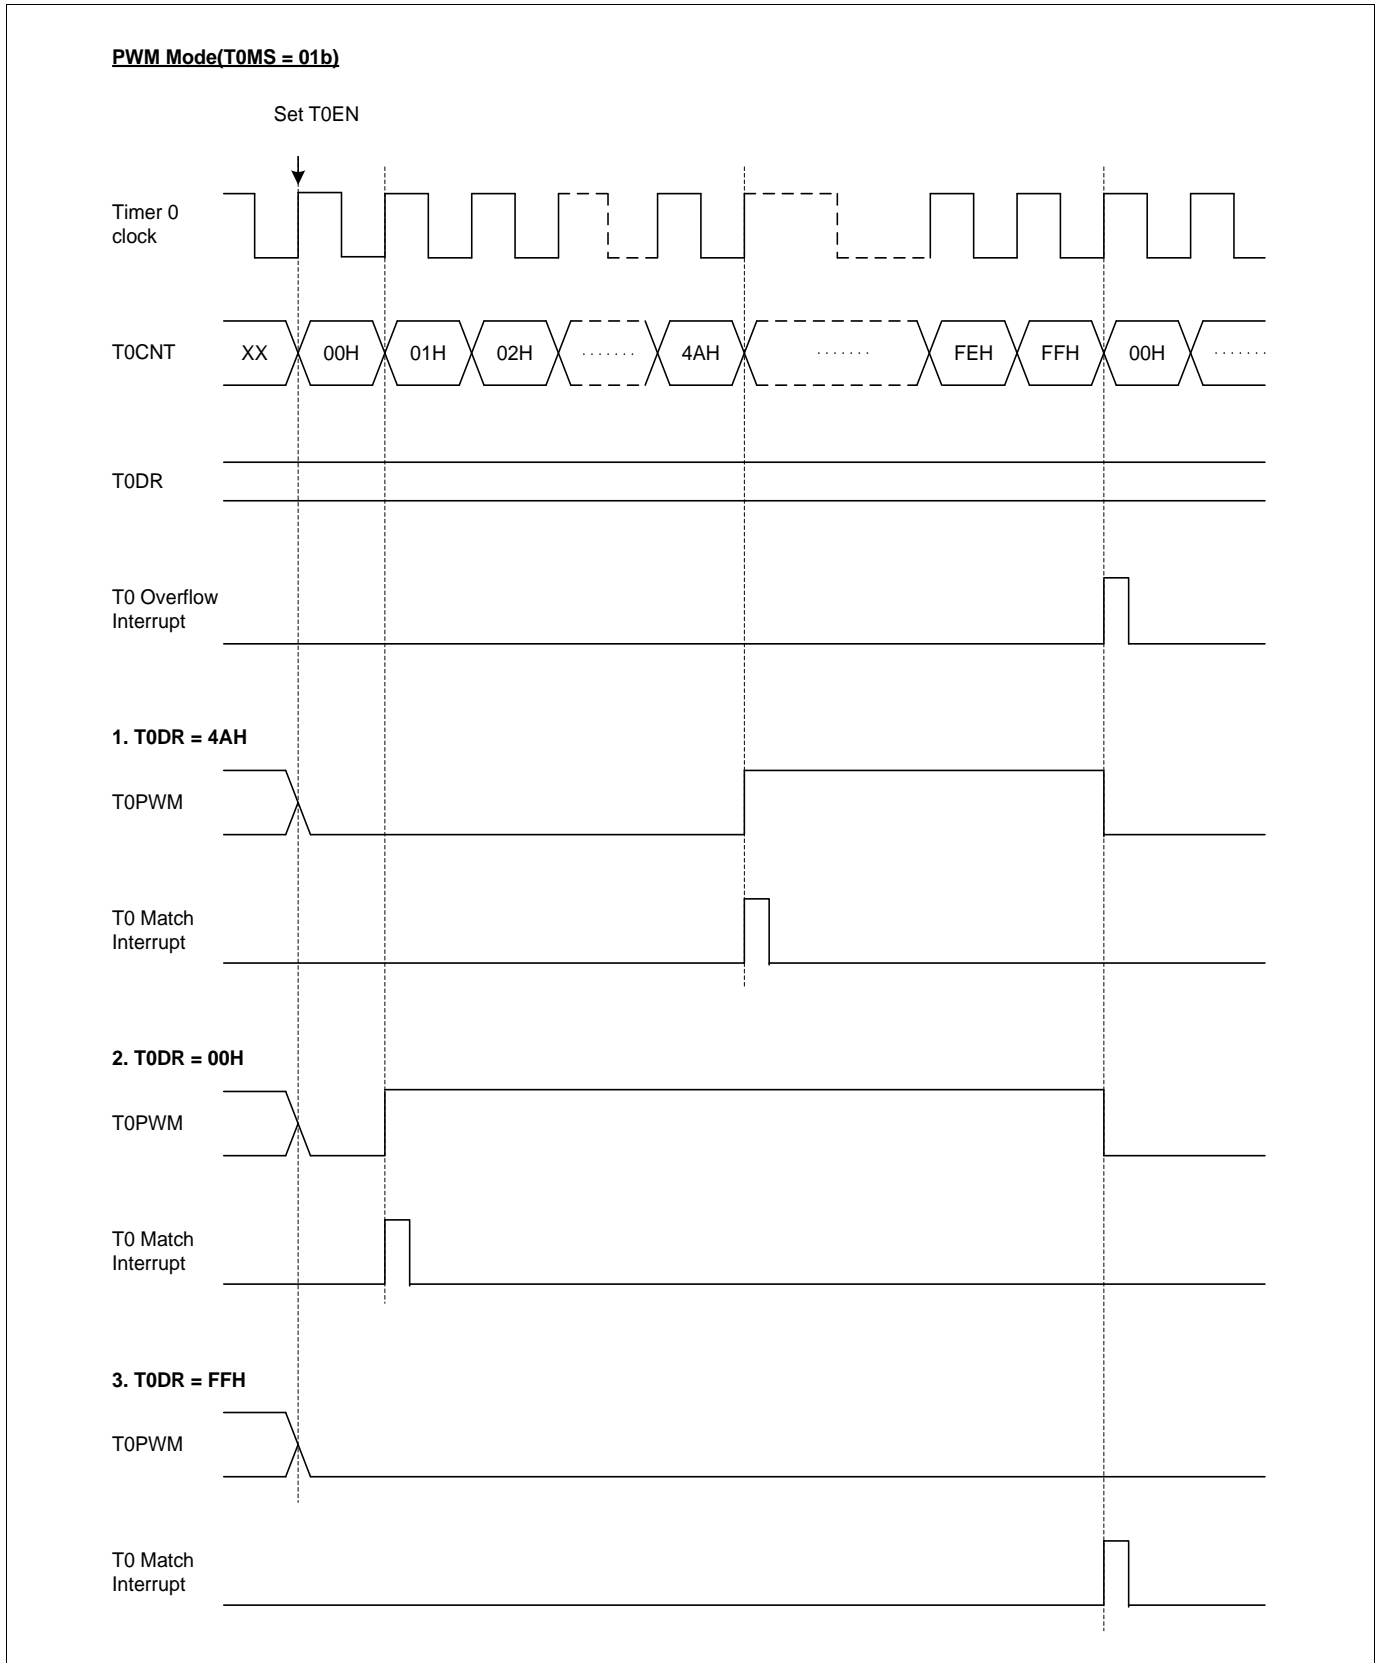 PWM Mode(T0MS = 01b)
Set T0EN
Timer 0
clock
T0CNT XX 00H 01H 02H ······· 4AH ······· FEH FFH 00H ······
T0DR
T0 Overflow
Interrupt
1. T0DR = 4AH
T0PWM
T0 Match
Interrupt
2. T0DR = 00H
T0PWM
T0 Match
Interrupt
3. T0DR = FFH
T0PWM
T0 Match
Interrupt